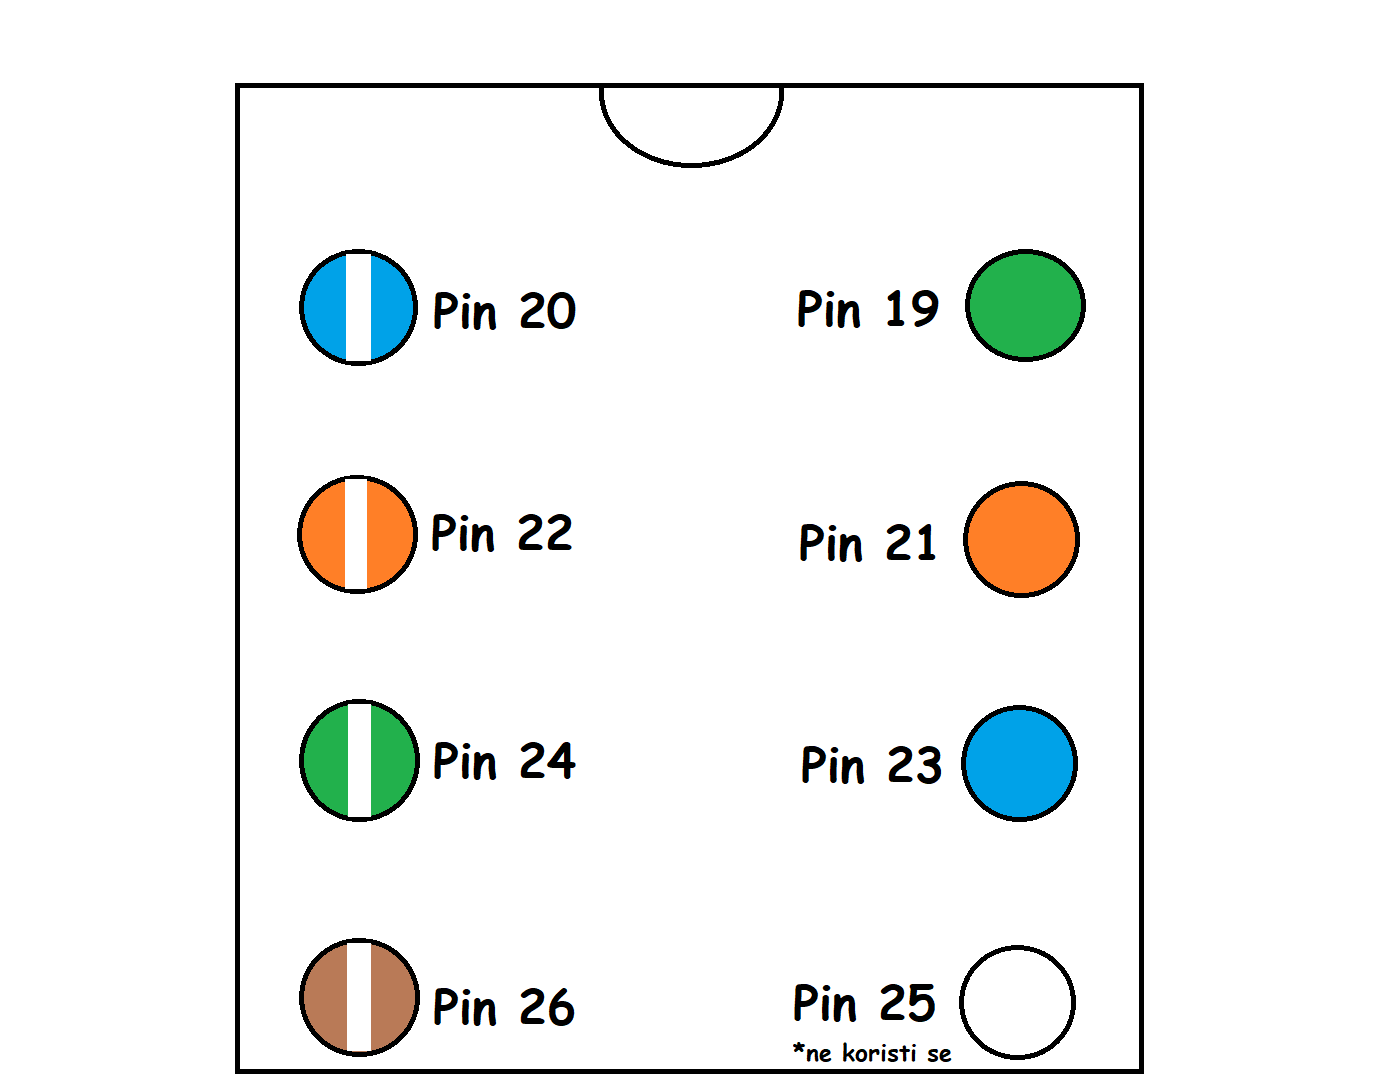 Pin 20
Pin 19
Pin 22
Pin 21
Pin 24
Pin 23
Pin 26
Pin 25
*ne koristi se